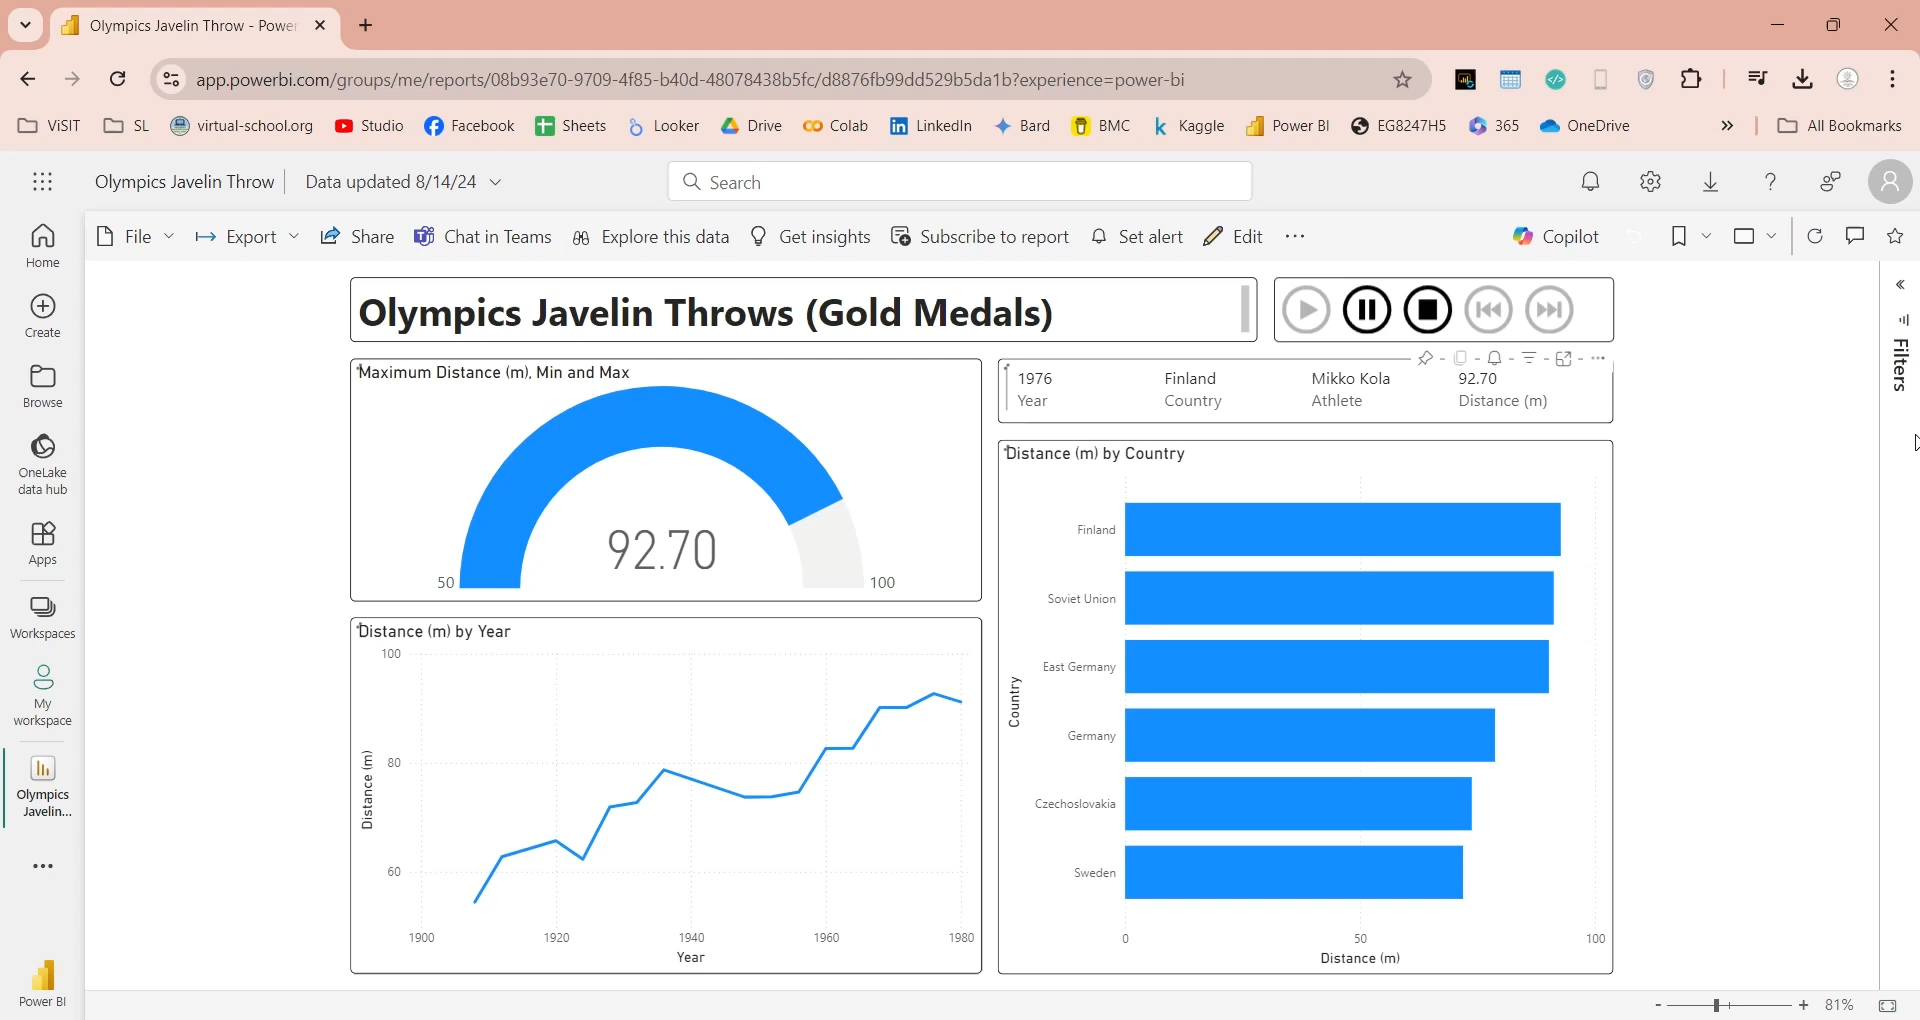 Olympics Javelin Throw - Power
app.powerbi.com/groups/me/reports/08b93e70-9709-4f85-b40d-48078438b5fc/d8876fb99dd529b5da1b?experience=power-bi
ViSIT SL virtual-school.org Studio Facebook Sheets Looker Drive Colab LinkedIn Bard BMC Kaggle Power BI EG8247H5 365 OneDrive » All Bookmarks
Olympics Javelin Throw Data updated 8/14/24 Search
File Export Share Chat in Teams Explore this data Get insights Subscribe to report Set alert Edit Copilot
Home
Create
Browse
OneLake
data hub
Apps
Workspaces
My
workspace
Olympics
Javelin...
Power BI
Olympics Javelin Throws (Gold Medals)
Maximum Distance (m), Min and Max
92.70
50
100
1976 Finland Mikko Kola 92.70
Year Country Athlete Distance (m)
Distance (m) by Year
100
80
60
Distance (m)
1900 1920 1940 1960 1980
Year
Distance (m) by Country
Country
Finland
Soviet Union
East Germany
Germany
Czechoslovakia
Sweden
0 50 100
Distance (m)
Filters
- + 81%